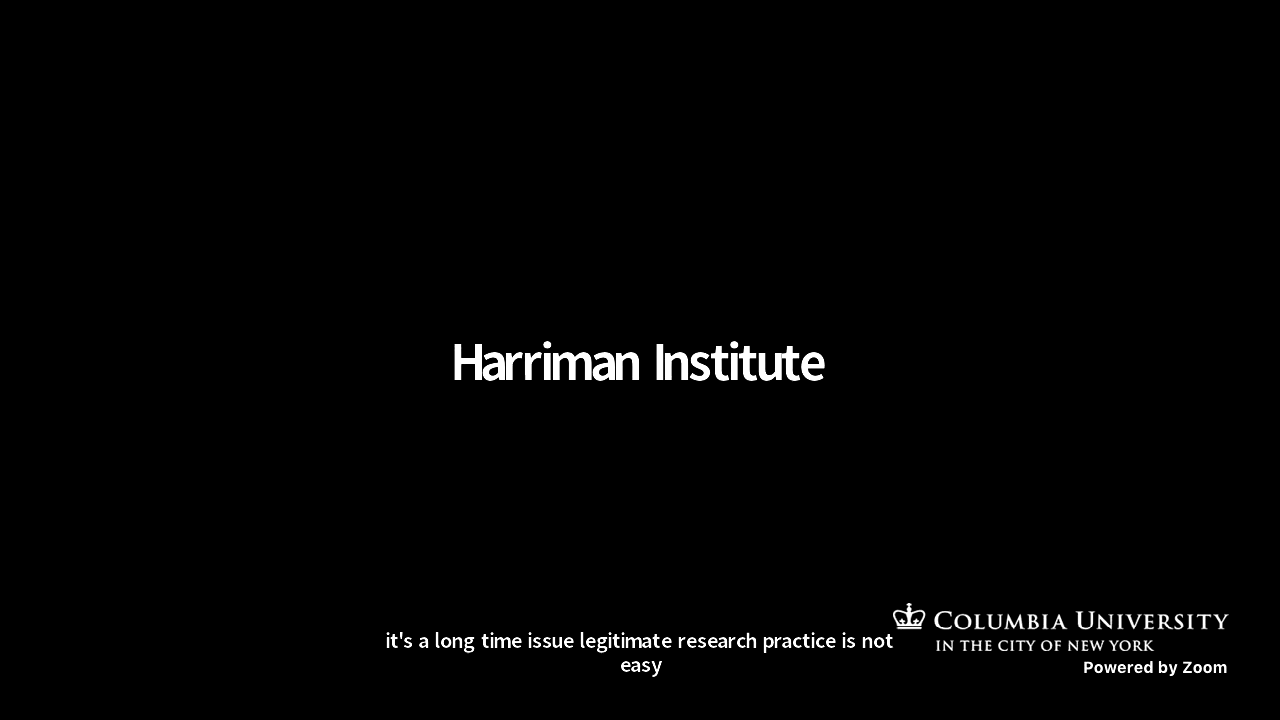 Harriman Institute
it's a long time issue legitimate research practice is not
easy
COLUMBIA UNIVERSITY
IN THE CITY OF NEW YORK
Powered by Zoom